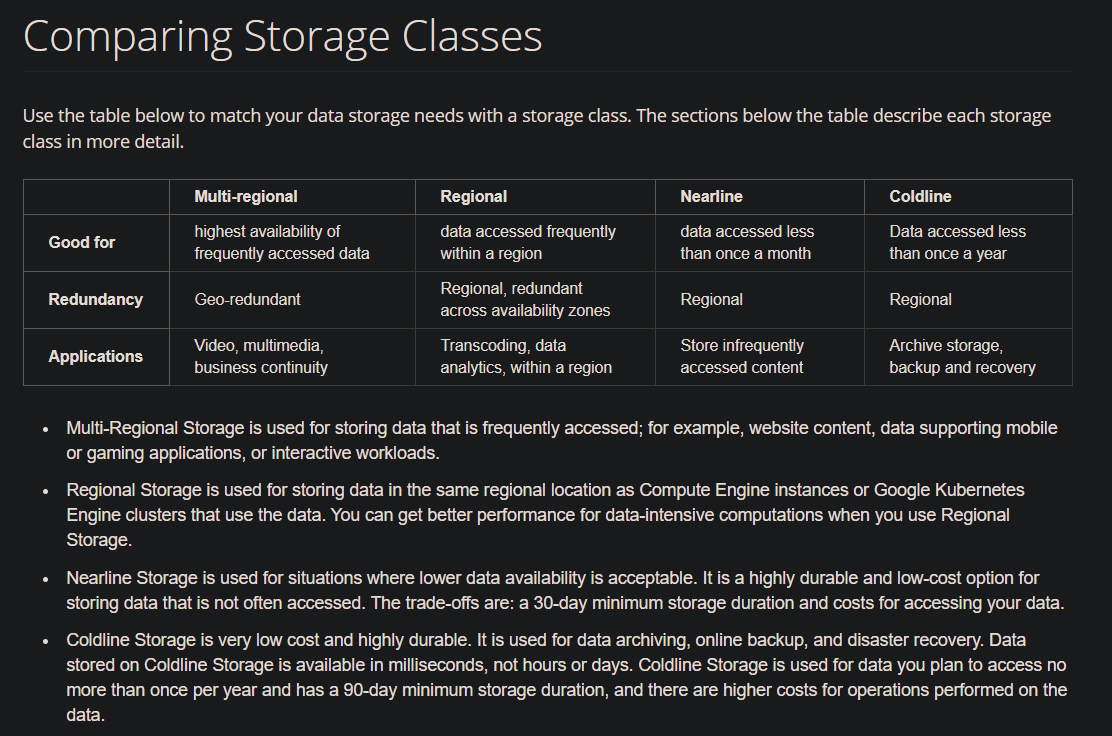 Comparing Storage Classes
Use the table below to match your data storage needs with a storage class. The sections below the table describe each storage
class in more detail.
Multi-regional Regional Nearline Coldline
Good for
highest availability of
frequently accessed data
data accessed frequently
within a region
data accessed less
than once a month
Data accessed less
than once a year
Redundancy
Geo-redundant
Regional, redundant
across availability zones
Regional
Regional
Applications
Video, multimedia,
business continuity
Transcoding, data
analytics, within a region
Store infrequently
accessed content
Archive storage,
backup and recovery
• Multi-Regional Storage is used for storing data that is frequently accessed; for example, website content, data supporting mobile
or gaming applications, or interactive workloads.
• Regional Storage is used for storing data in the same regional location as Compute Engine instances or Google Kubernetes
Engine clusters that use the data. You can get better performance for data-intensive computations when you use Regional
Storage.
• Nearline Storage is used for situations where lower data availability is acceptable. It is a highly durable and low-cost option for
storing data that is not often accessed. The trade-offs are: a 30-day minimum storage duration and costs for accessing your data.
• Coldline Storage is very low cost and highly durable. It is used for data archiving, online backup, and disaster recovery. Data
stored on Coldline Storage is available in milliseconds, not hours or days. Coldline Storage is used for data you plan to access no
more than once per year and has a 90-day minimum storage duration, and there are higher costs for operations performed on the
data.